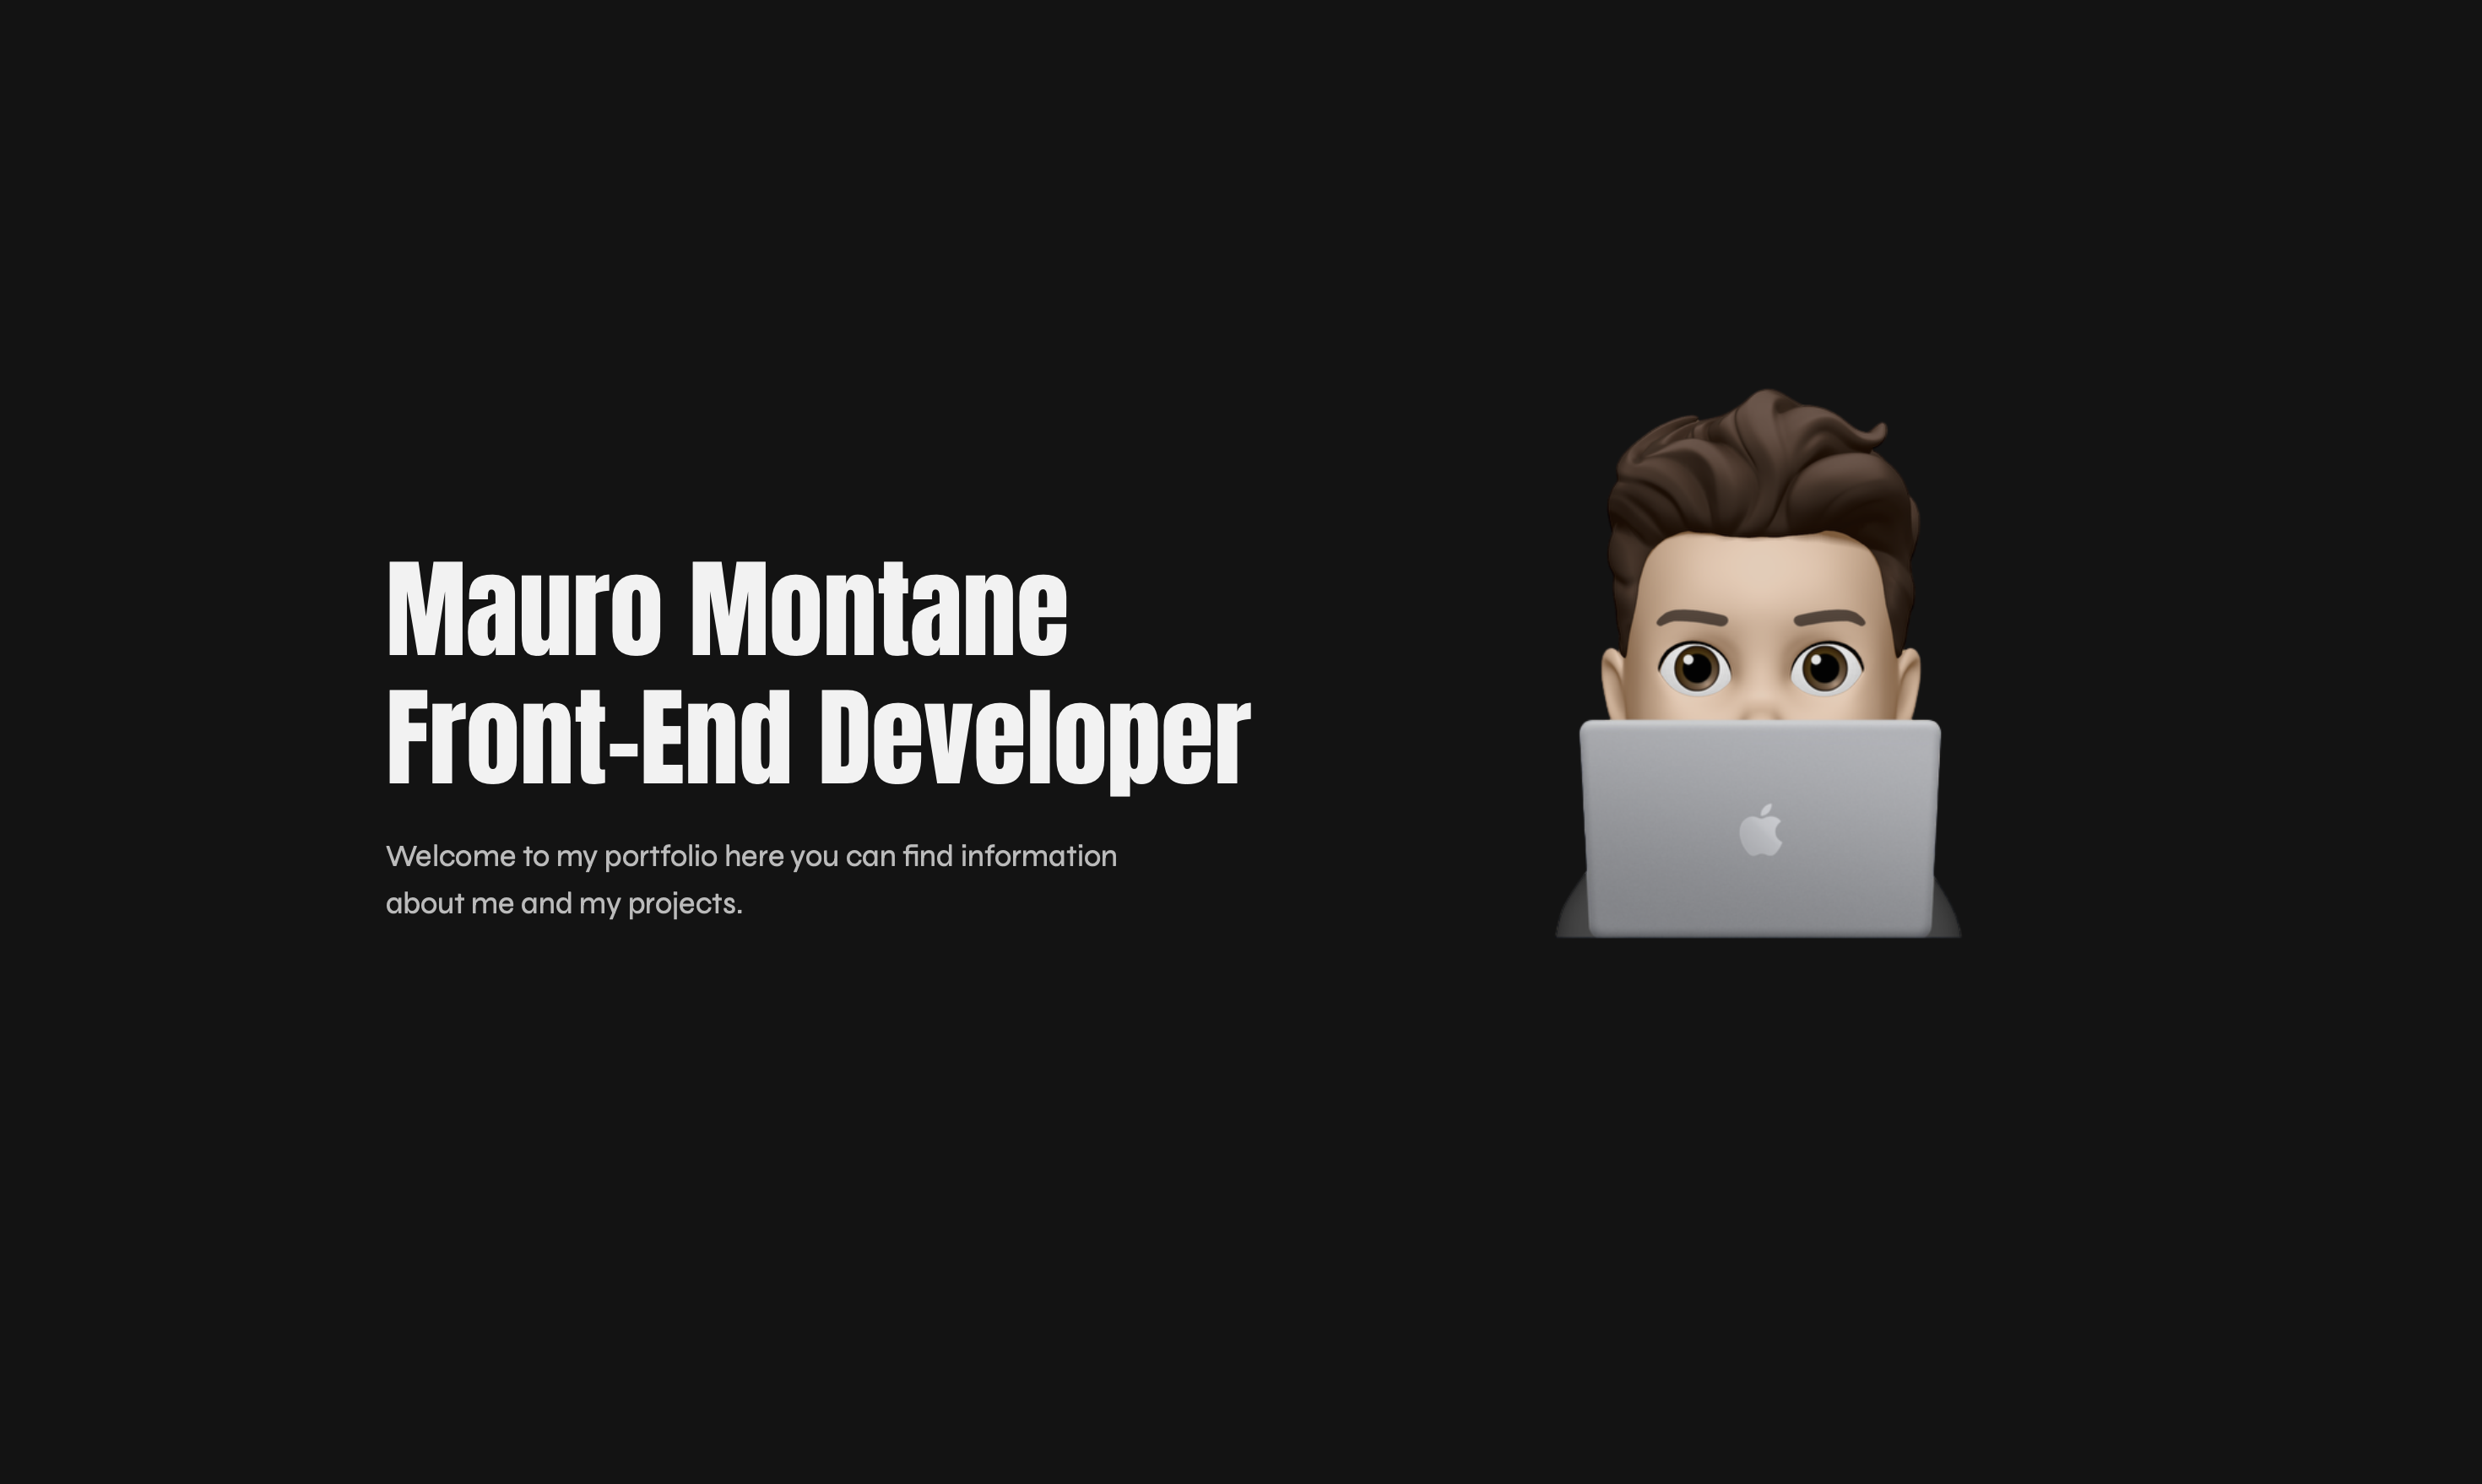 Mauro Montane
Front-End Developer
Welcome to my portfolio here you can find information
about me and my projects.